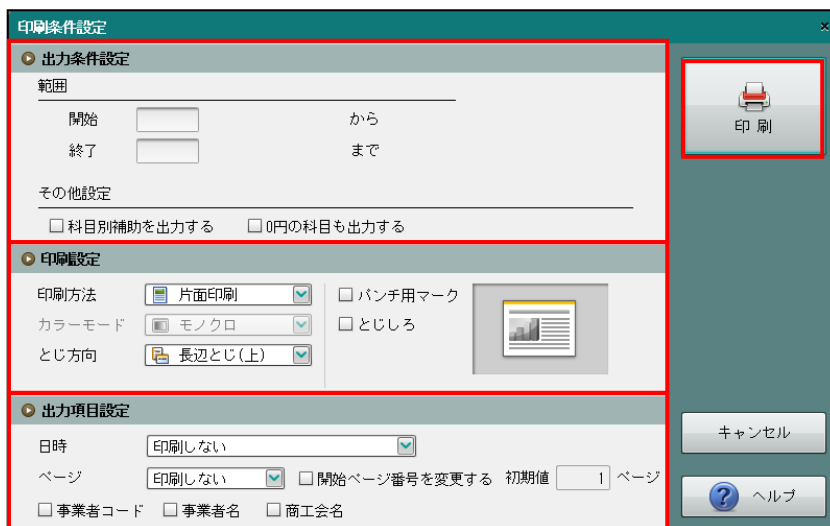 印刷条件設定
出力条件設定
範囲
開始 から
終了 まで
その他設定
科目別補助を出力する 0円の科目も出力する
印刷設定
印刷方法 片面印刷 パンチ用マーク
カラーモード モノクロ とじしろ
とじ方向 長辺とじ(上)
出力項目設定
日時 印刷しない
ページ 印刷しない 開始ページ番号を変更する 初期値 1 ページ
事業者コード 事業者名 商工会名
印 刷
キャンセル
? ヘルプ